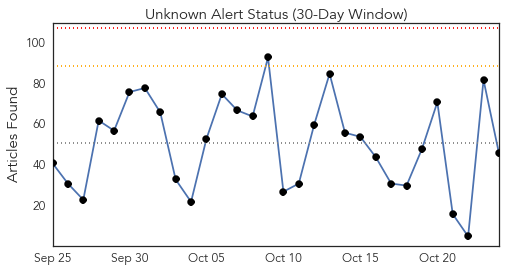 Unknown Alert Status (30-Day Window)
Articles Found
100
80
60
40
20
Sep 25 Sep 30 Oct 05 Oct 10 Oct 15 Oct 20